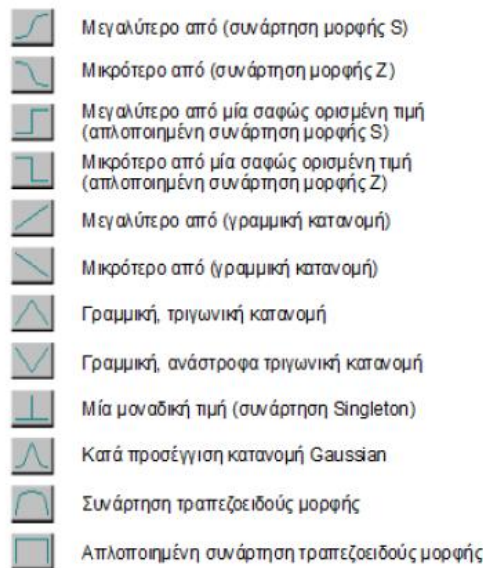 Μεγαλύτερο από (συνάρτηση μορφής S)
Μικρότερο από (συνάρτηση μορφής Z)
Μεγαλύτερο από μία σαφώς ορισμένη τιμή
(απλοποιημένη συνάρτηση μορφής S)
Μικρότερο από μία σαφώς ορισμένη τιμή
(απλοποιημένη συνάρτηση μορφής Z)
Μεγαλύτερο από (γραμμική κατανομή)
Μικρότερο από (γραμμική κατανομή)
Γραμμική, τριγωνική κατανομή
Γραμμική, ανάστροφα τριγωνική κατανομή
Μία μοναδική τιμή (συνάρτηση Singleton)
Κατά προσέγγιση κατανομή Gaussian
Συνάρτηση τραπεζοειδούς μορφής
Απλοποιημένη συνάρτηση τραπεζοειδούς μορφής